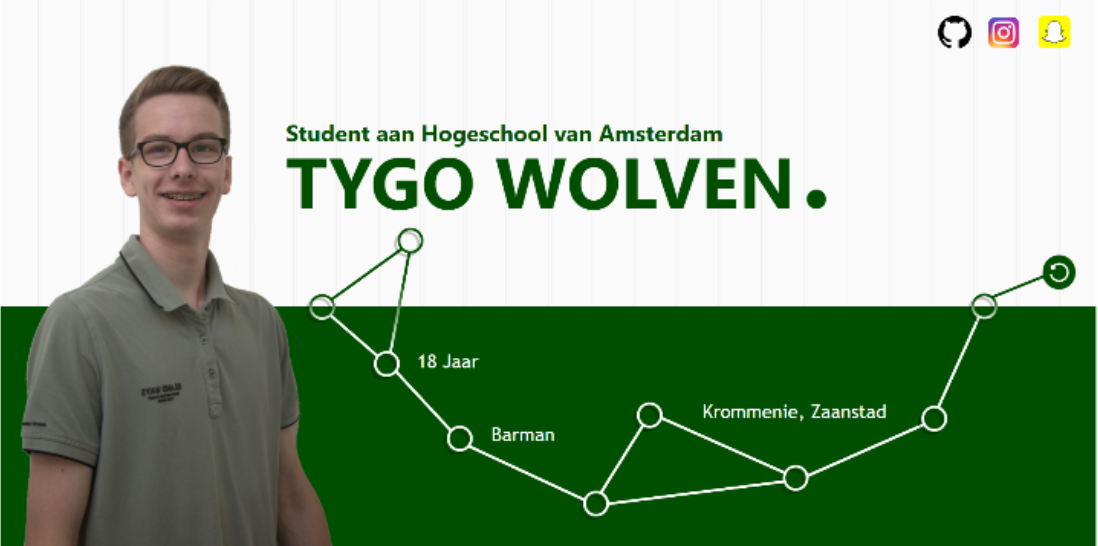 Student aan Hogeschool van Amsterdam
TYGO WOLVEN.
18 Jaar
Barman
Krommenie, Zaanstad